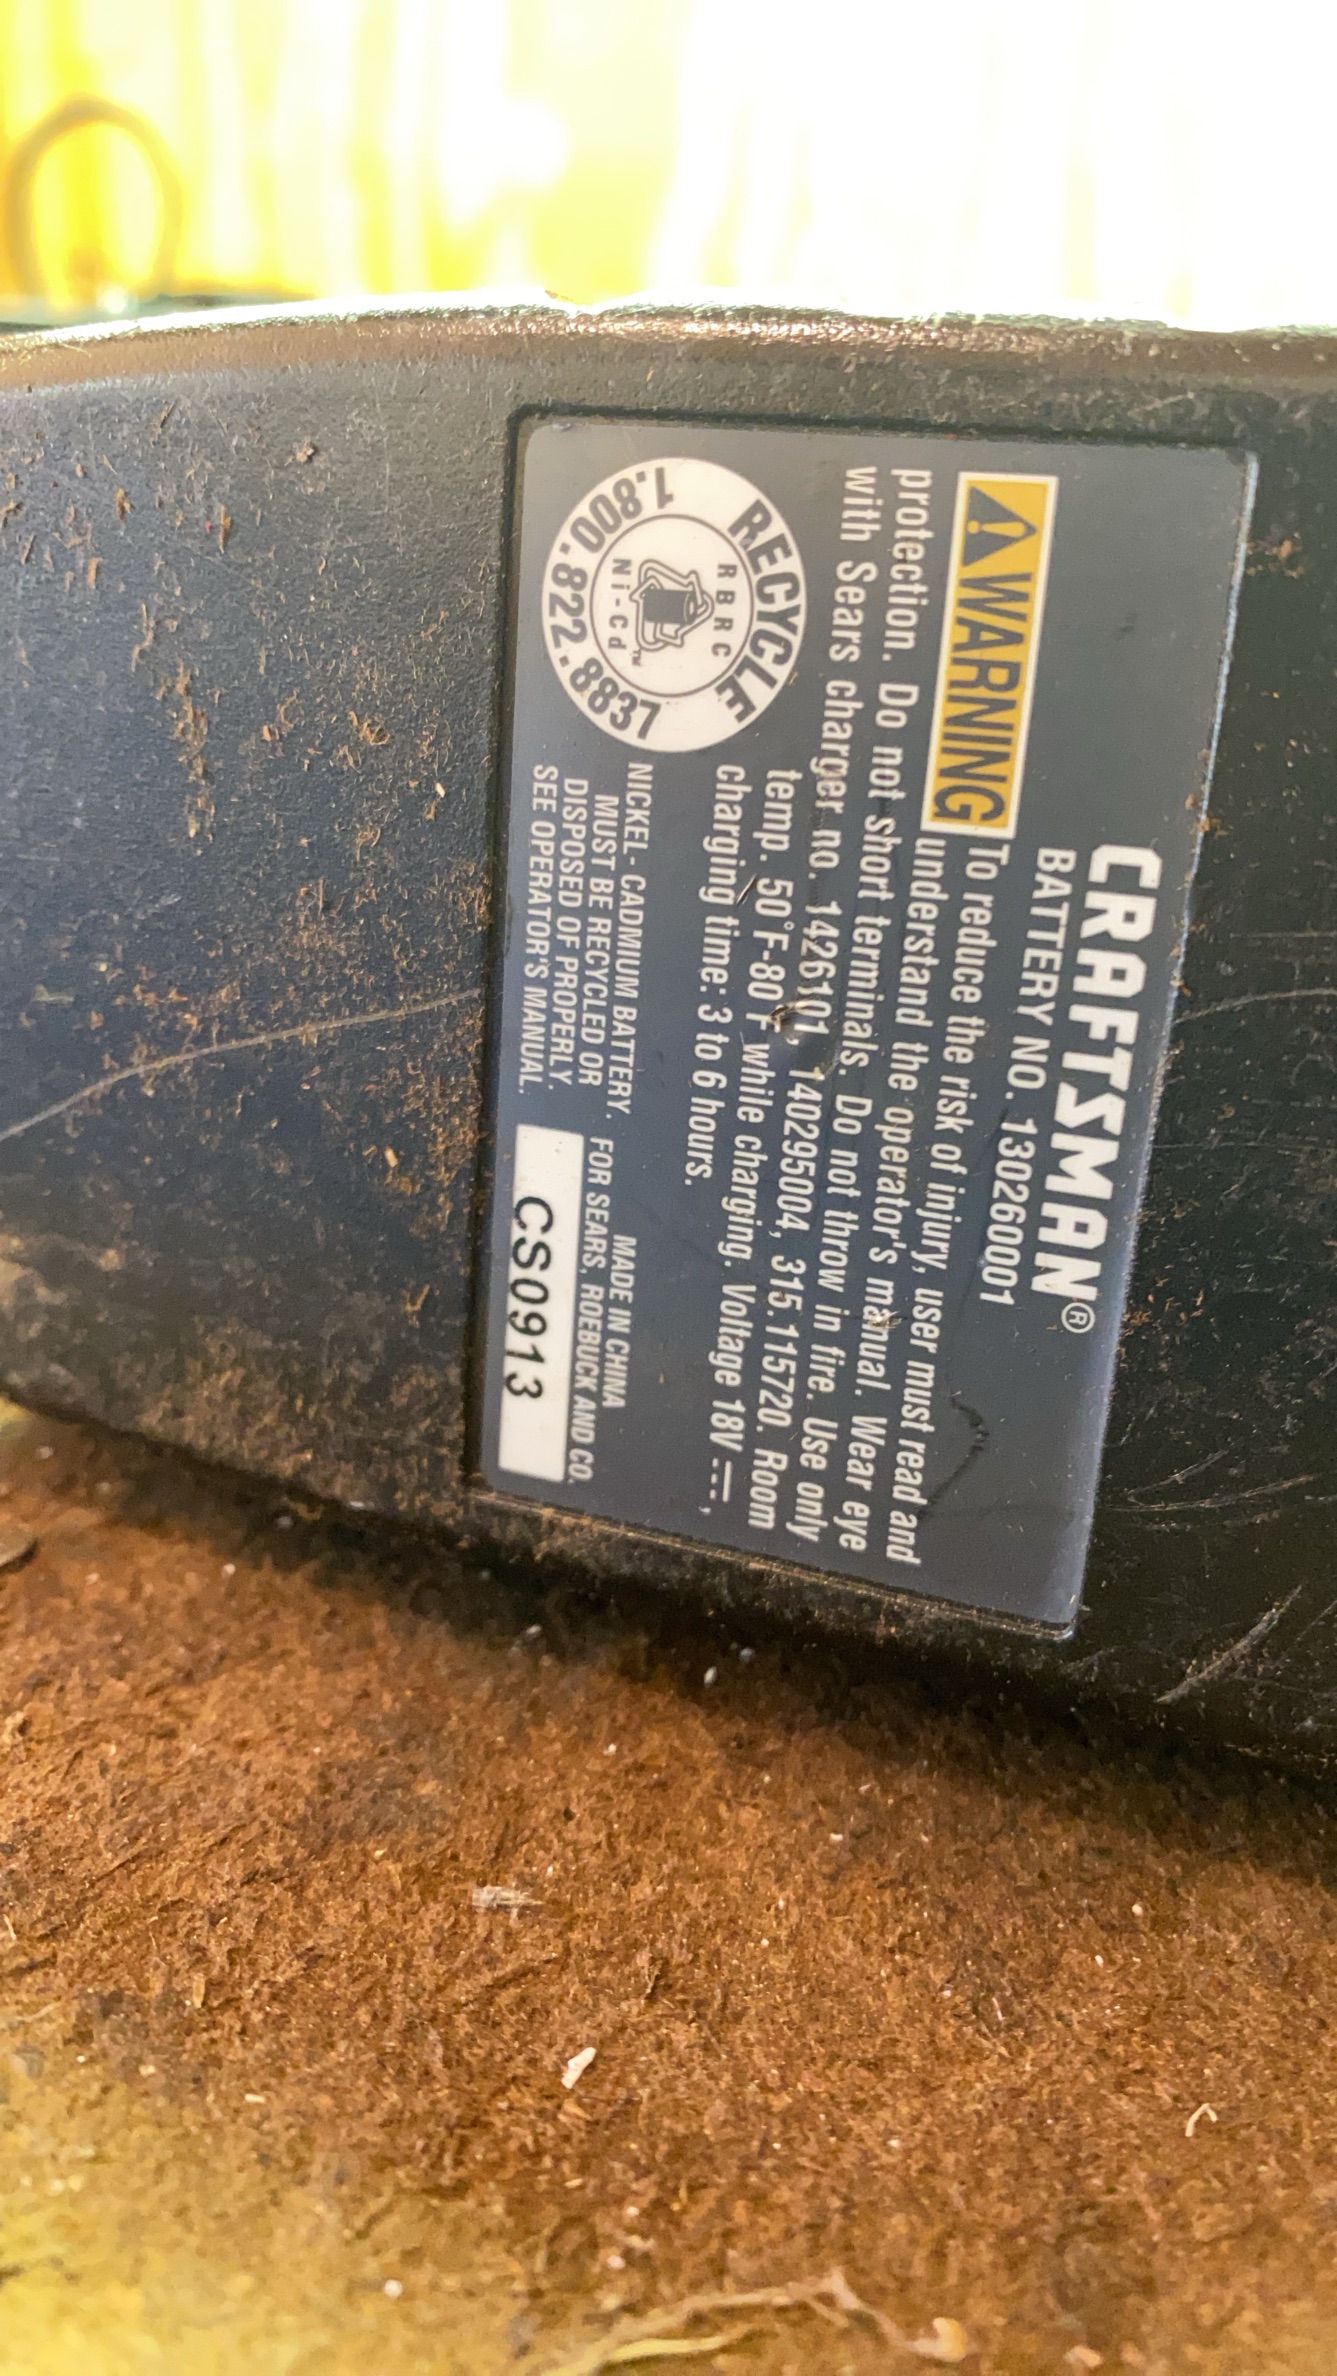 CRAFTSMAN®
BATTERY NO. 130260001
⚠WARNING To reduce the risk of injury, user must read and
understand the operator's manual. Wear eye
protection. Do not short terminals. Do not throw in fire. Use only
with Sears charger no. 1426101, 140295004, 315.115720. Room
temp. 50°F-80°F while charging. Voltage 18V ⎓,
charging time: 3 to 6 hours.
RECYCLE
RBRC
Ni-Cd™
1.800.822.8837
NICKEL-CADMIUM BATTERY.
MUST BE RECYCLED OR
DISPOSED OF PROPERLY.
SEE OPERATOR'S MANUAL.
MADE IN CHINA
FOR SEARS, ROEBUCK AND CO.
CS0913